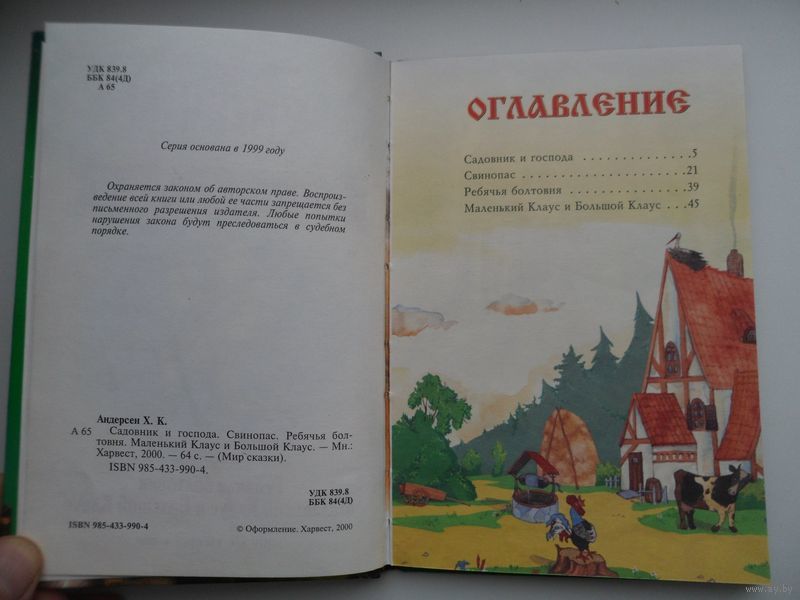 УДК 839.8
ББК 84(4Д)
А 65
Серия основана в 1999 году
Охраняется законом об авторском праве. Воспроиз-
ведение всей книги или любой ее части запрещается без
письменного разрешения издателя. Любые попытки
нарушения закона будут преследоваться в судебном
порядке.
Андерсен Х. К.
А 65 Садовник и господа. Свинопас. Ребячья бол-
товня. Маленький Клаус и Большой Клаус. — Мн.:
Харвест, 2000. — 64 с. — (Мир сказки).
ISBN 985-433-990-4.
УДК 839.8
ББК 84(4Д)
ISBN 985-433-990-4
© Оформление. Харвест, 2000
ОГЛАВЛЕНИЕ
Садовник и господа . . . . . . . . . . . . . .5
Свинопас . . . . . . . . . . . . . . . . . . . .21
Ребячья болтовня . . . . . . . . . . . . . . .39
Маленький Клаус и Большой Клаус . . .45
www.ay.by